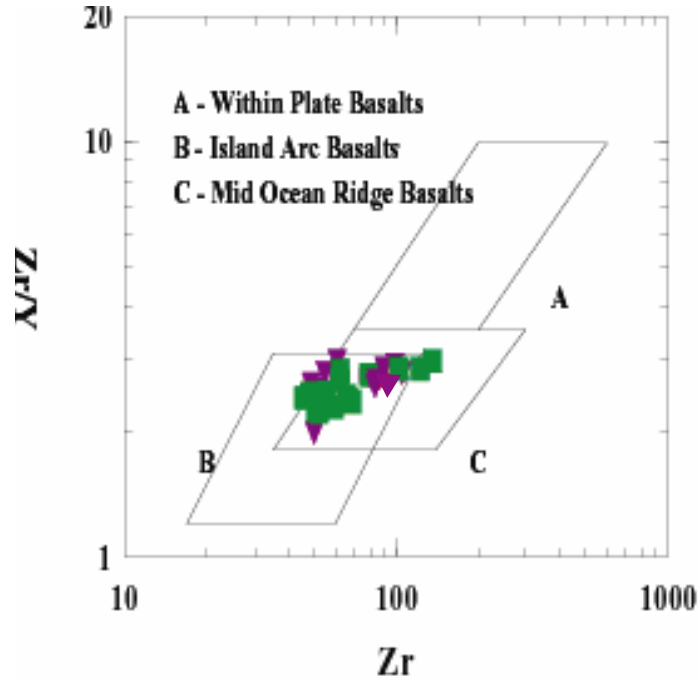 20
A - Within Plate Basalts
10
B - Island Arc Basalts
C - Mid Ocean Ridge Basalts
Zr/Y
A
B
C
1
10
100
1000
Zr